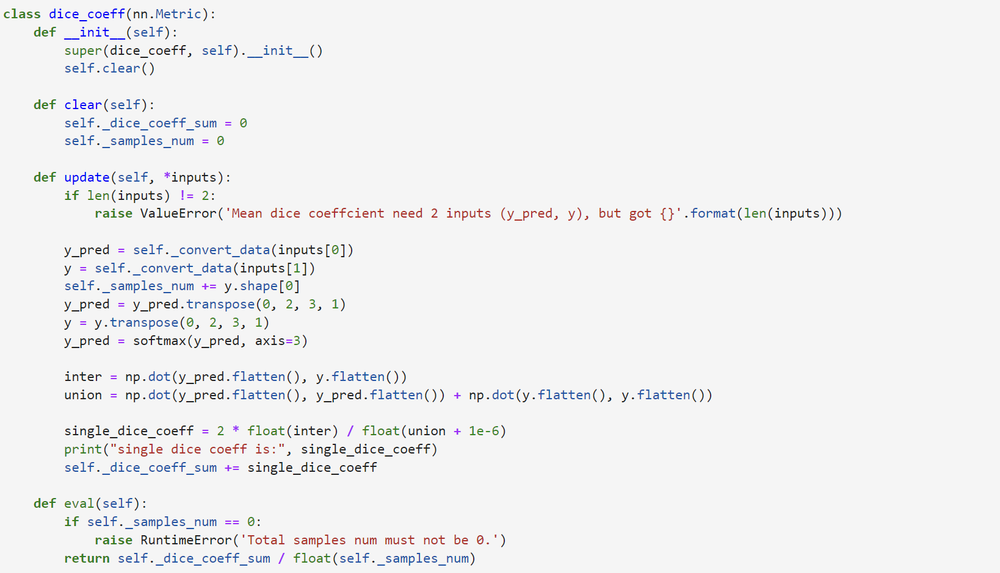 class dice_coeff(nn.Metric):
    def __init__(self):
        super(dice_coeff, self).__init__()
        self.clear()

    def clear(self):
        self._dice_coeff_sum = 0
        self._samples_num = 0

    def update(self, *inputs):
        if len(inputs) != 2:
            raise ValueError('Mean dice coeffcient need 2 inputs (y_pred, y), but got {}'.format(len(inputs)))

        y_pred = self._convert_data(inputs[0])
        y = self._convert_data(inputs[1])
        self._samples_num += y.shape[0]
        y_pred = y_pred.transpose(0, 2, 3, 1)
        y = y.transpose(0, 2, 3, 1)
        y_pred = softmax(y_pred, axis=3)

        inter = np.dot(y_pred.flatten(), y.flatten())
        union = np.dot(y_pred.flatten(), y_pred.flatten()) + np.dot(y.flatten(), y.flatten())

        single_dice_coeff = 2 * float(inter) / float(union + 1e-6)
        print("single dice coeff is:", single_dice_coeff)
        self._dice_coeff_sum += single_dice_coeff

    def eval(self):
        if self._samples_num == 0:
            raise RuntimeError('Total samples num must not be 0.')
        return self._dice_coeff_sum / float(self._samples_num)